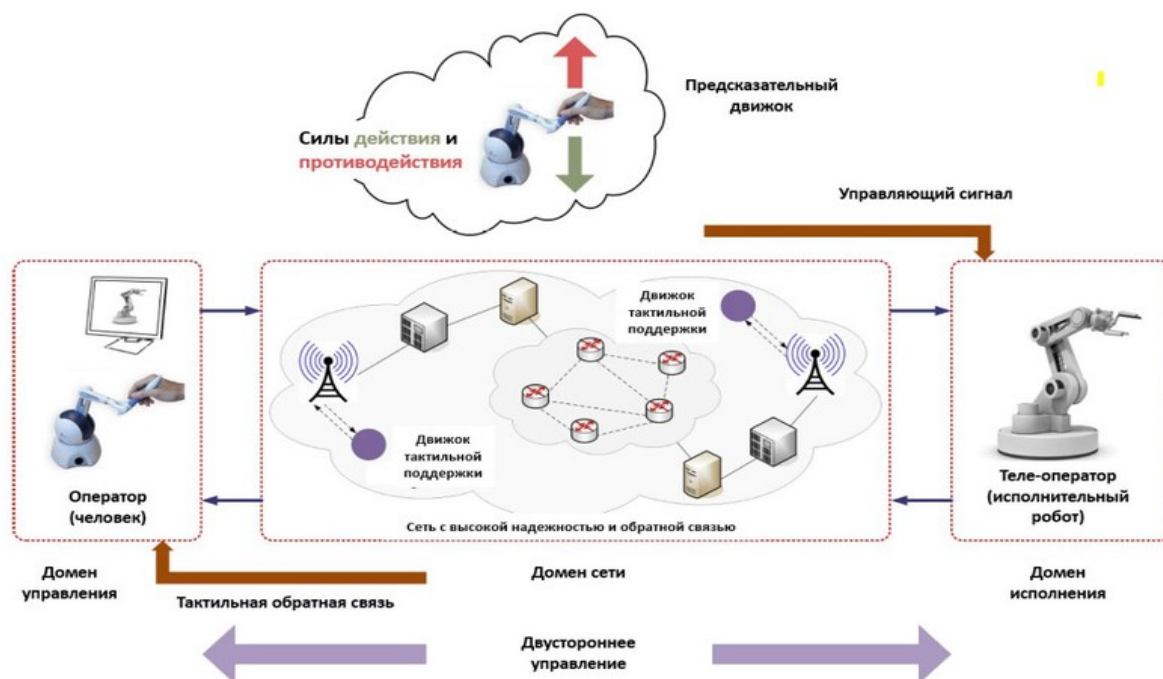 Предсказательный
движок
Силы действия и
противодействия
Управляющий сигнал
Движок
тактильной
поддержки
Движок
тактильной
поддержки
Оператор
(человек)
Сеть с высокой надежностью и обратной связью
Теле-оператор
(исполнительный
робот)
Домен
управления
Домен сети
Домен
исполнения
Тактильная обратная связь
Двустороннее
управление